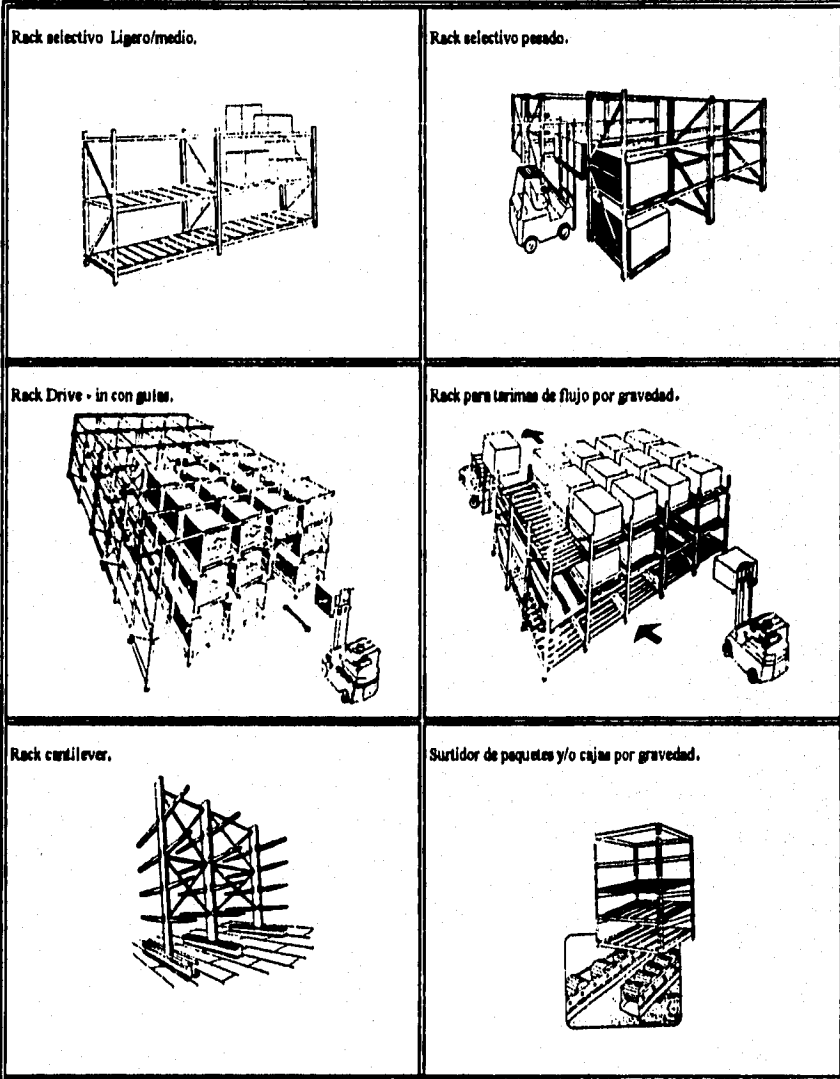 Rack selectivo Ligero/medio.
Rack selectivo pesado.
Rack Drive - in con guias.
Rack para tarimas de flujo por gravedad.
Rack cantilever.
Surtidor de paquetes y/o cajas por gravedad.